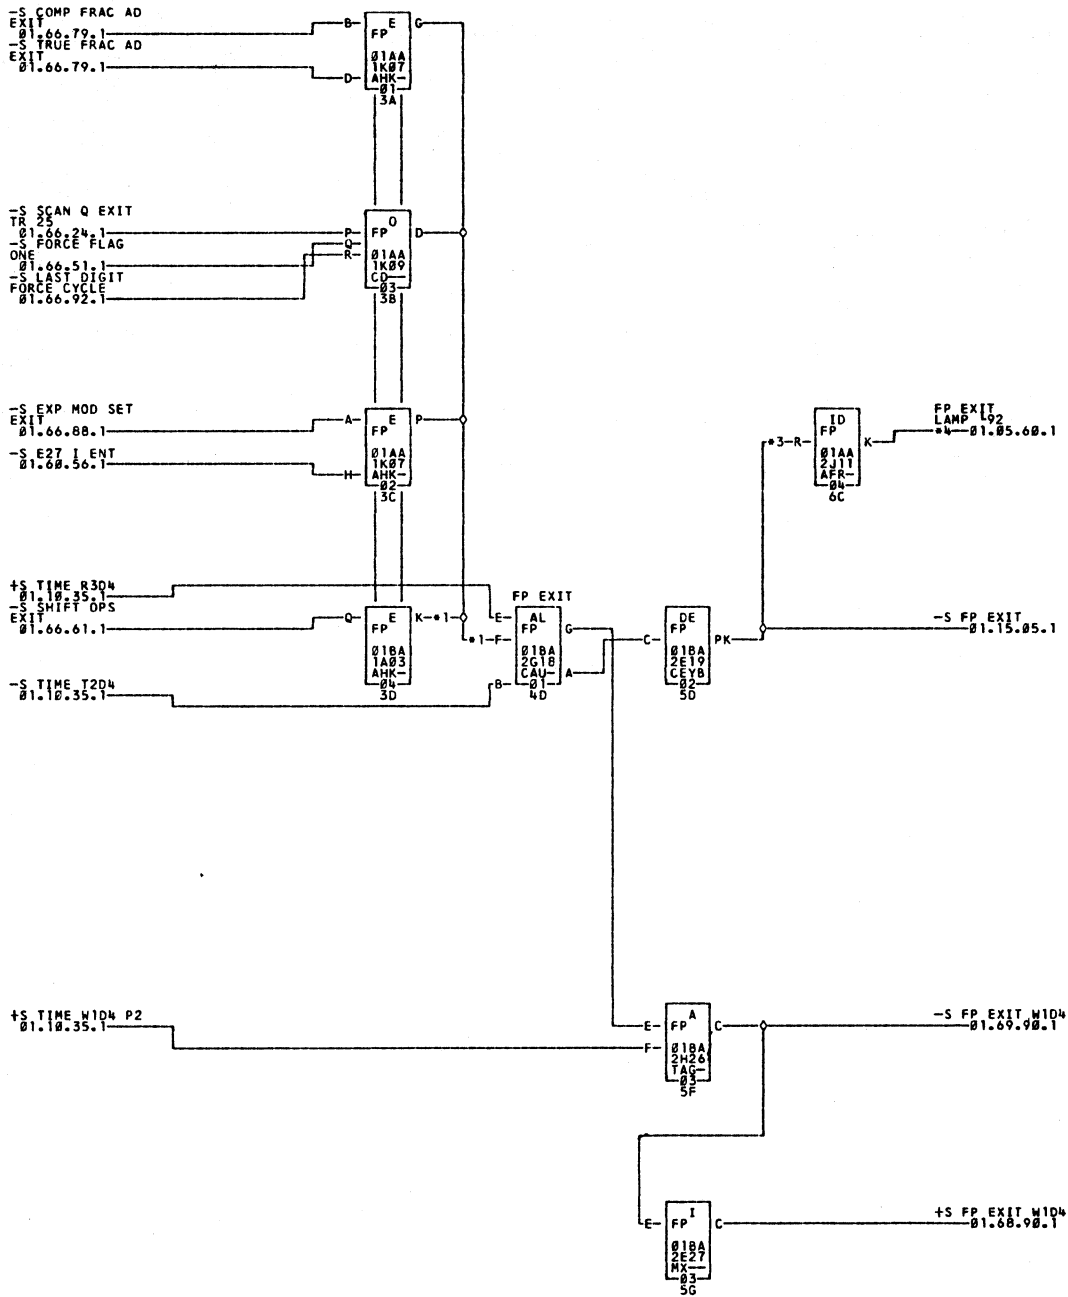 -S COMP FRAC AD
EXIT
01.66.79.1
-S TRUE FRAC AD
EXIT
01.66.79.1
B
D
E
FP
01AA
1K07
AHK-
01
3A
G
-S SCAN Q EXIT
TR 25
01.66.24.1
-S FORCE FLAG
ONE
01.66.51.1
-S LAST DIGIT
FORCE CYCLE
01.66.92.1
P
Q
R
O
FP
01AA
1K09
CD--
03
3B
D
-S EXP MOD SET
EXIT
01.66.88.1
-S E27 I ENT
01.60.56.1
A
H
E
FP
01AA
1K07
AHK-
02
3C
P
*3-R
ID
FP
01AA
2J11
AFR-
04
6C
K
FP EXIT
LAMP L92
*4 01.05.60.1
+S TIME R3D4
01.10.35.1
-S SHIFT OPS
EXIT
01.66.61.1
-S TIME T2D4
01.10.35.1
Q
E
FP
01BA
1A03
AHK-
04
3D
K-*1
FP EXIT
E
*1-F
B
AL
FP
01BA
2G18
CAU-
01
4D
G
A
C
DE
FP
01BA
2E19
CEYB
02
5D
PK
-S FP EXIT
01.15.05.1
+S TIME W1D4 P2
01.10.35.1
E
F
A
FP
01BA
2H26
TAG-
03
5F
C
-S FP EXIT W1D4
01.69.90.1
E
I
FP
01BA
2E27
MX--
03
5G
C
+S FP EXIT W1D4
01.68.90.1